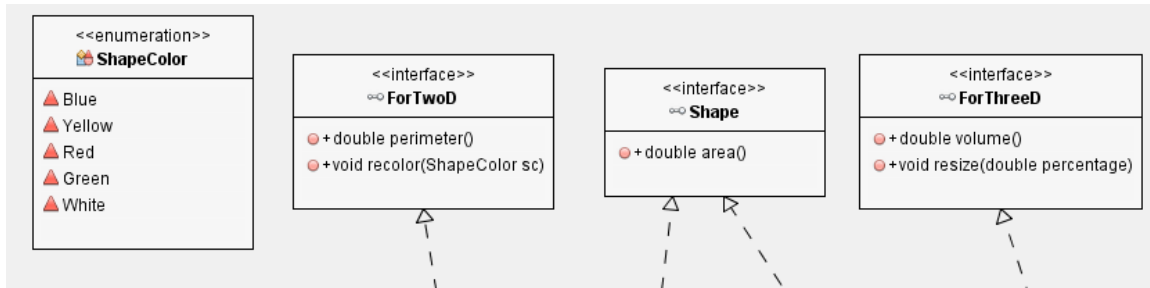 <<enumeration>>
ShapeColor
Blue
Yellow
Red
Green
White
<<interface>>
ForTwoD
+ double perimeter()
+void recolor(ShapeColor sc)
<<interface>>
Shape
+ double area()
<<interface>>
ForThreeD
+ double volume()
+void resize(double percentage)